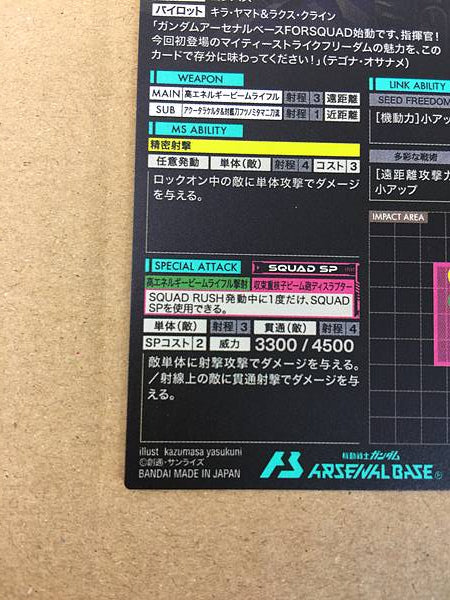 パイロット キラ・ヤマト&ラクス・クライン
「ガンダムアーセナルベースFORSQUAD始動です、指揮官!
今回初登場のマイティーストライクフリーダムの魅力を、この
カードで存分に味わってください!」(テゴナ・オサナメ)
WEAPON
MAIN 高エネルギービームライフル 射程 3 遠距離
SUB 射程 1 近距離
MS ABILITY
精密射撃
任意発動 単体(敵) 射程 4 コスト 3
ロックオン中の敵に単体攻撃でダメージ
を与える。
LINK ABILITY
SEED FREEDOM
[機動力]小アッ
多彩な戦術
[遠距離攻撃力
小アップ
IMPACT AREA
SPECIAL ATTACK SQUAD SP
高エネルギービームライフル撃射 収束重核子ビーム砲ディスラプター
SQUAD RUSH発動中に1度だけ、SQUAD
SPを使用できる。
単体(敵) 射程 3 貫通(敵) 射程 4
SPコスト 2 威力 3300 / 4500
敵単体に射撃攻撃でダメージを与える。
/射線上の敵に貫通射撃でダメージを与
える。
illust kazumasa yasukuni
©創通・サンライズ
BANDAI MADE IN JAPAN
機動戦士ガンダム
ARSENAL BASE